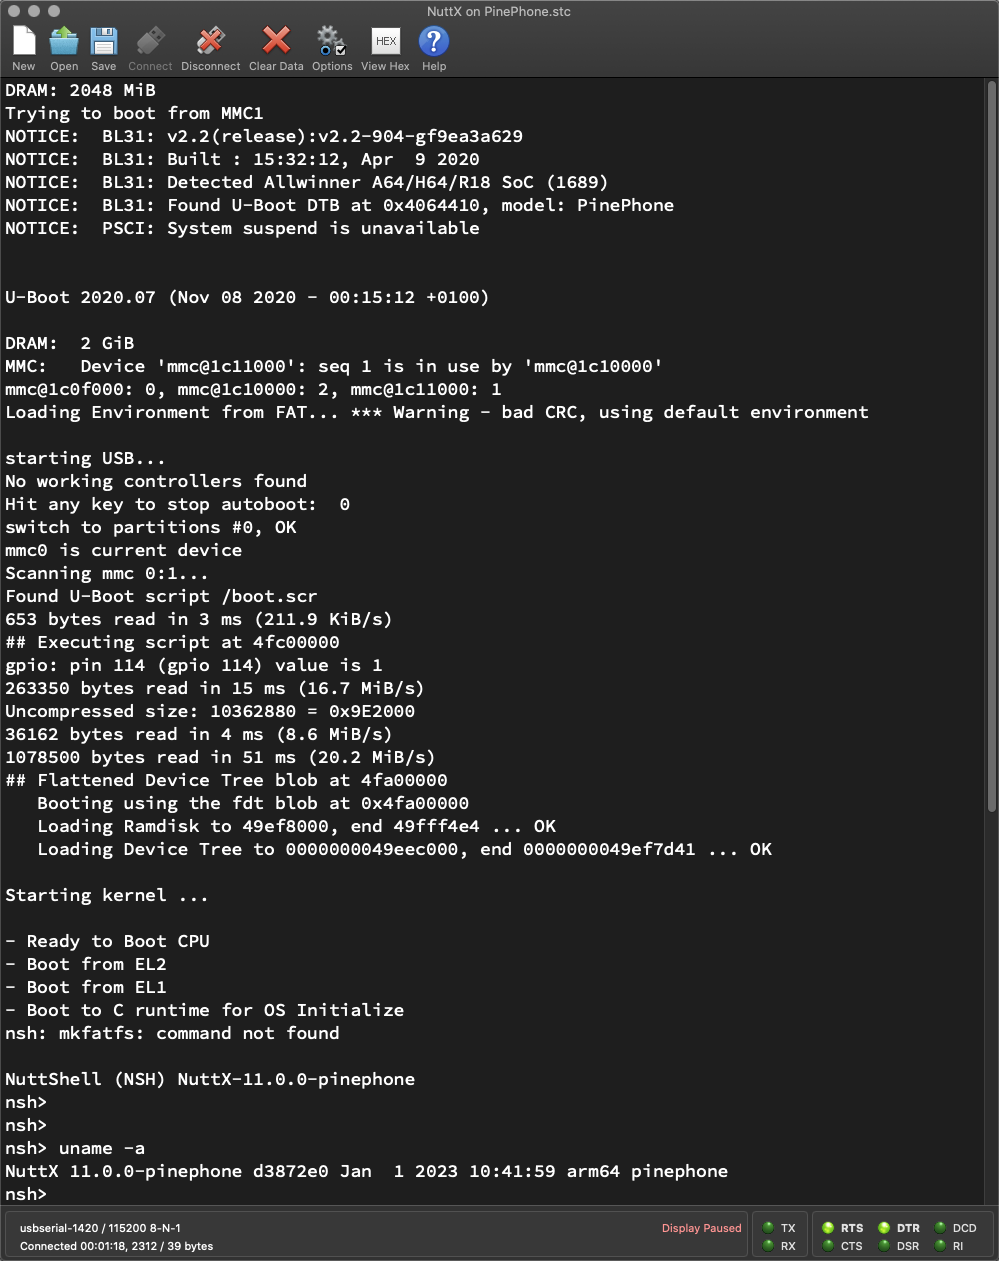 NuttX on PinePhone.stc
New Open Save Connect Disconnect Clear Data Options HEX View Hex ? Help
DRAM: 2048 MiB
Trying to boot from MMC1
NOTICE:  BL31: v2.2(release):v2.2-904-gf9ea3a629
NOTICE:  BL31: Built : 15:32:12, Apr  9 2020
NOTICE:  BL31: Detected Allwinner A64/H64/R18 SoC (1689)
NOTICE:  BL31: Found U-Boot DTB at 0x4064410, model: PinePhone
NOTICE:  PSCI: System suspend is unavailable
U-Boot 2020.07 (Nov 08 2020 - 00:15:12 +0100)
DRAM:  2 GiB
MMC:   Device 'mmc@1c11000': seq 1 is in use by 'mmc@1c10000'
mmc@1c0f000: 0, mmc@1c10000: 2, mmc@1c11000: 1
Loading Environment from FAT... *** Warning - bad CRC, using default environment
starting USB...
No working controllers found
Hit any key to stop autoboot:  0
switch to partitions #0, OK
mmc0 is current device
Scanning mmc 0:1...
Found U-Boot script /boot.scr
653 bytes read in 3 ms (211.9 KiB/s)
## Executing script at 4fc00000
gpio: pin 114 (gpio 114) value is 1
263350 bytes read in 15 ms (16.7 MiB/s)
Uncompressed size: 10362880 = 0x9E2000
36162 bytes read in 4 ms (8.6 MiB/s)
1078500 bytes read in 51 ms (20.2 MiB/s)
## Flattened Device Tree blob at 4fa00000
   Booting using the fdt blob at 0x4fa00000
   Loading Ramdisk to 49ef8000, end 49fff4e4 ... OK
   Loading Device Tree to 0000000049eec000, end 0000000049ef7d41 ... OK
Starting kernel ...
- Ready to Boot CPU
- Boot from EL2
- Boot from EL1
- Boot to C runtime for OS Initialize
nsh: mkfatfs: command not found
NuttShell (NSH) NuttX-11.0.0-pinephone
nsh>
nsh>
nsh> uname -a
NuttX 11.0.0-pinephone d3872e0 Jan  1 2023 10:41:59 arm64 pinephone
nsh>
usbserial-1420 / 115200 8-N-1 Display Paused TX RTS DTR DCD
Connected 00:01:18, 2312 / 39 bytes RX CTS DSR RI